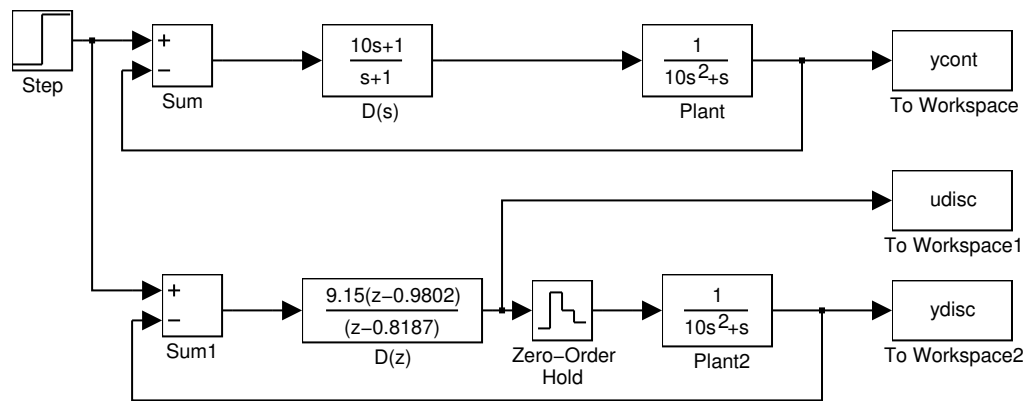 Step
+
−
Sum
10s+1
s+1
D(s)
1
10s²+s
Plant
ycont
To Workspace
udisc
To Workspace1
+
−
Sum1
9.15(z−0.9802)
(z−0.8187)
D(z)
Zero−Order
Hold
1
10s²+s
Plant2
ydisc
To Workspace2